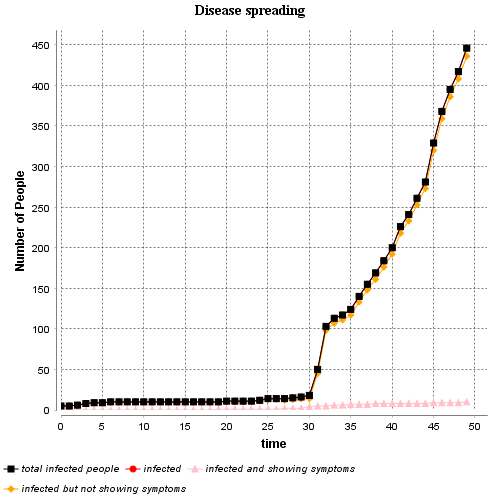 Disease spreading
Number of People
450
400
350
300
250
200
150
100
50
0
0 5 10 15 20 25 30 35 40 45 50
time
total infected people infected infected and showing symptoms
infected but not showing symptoms